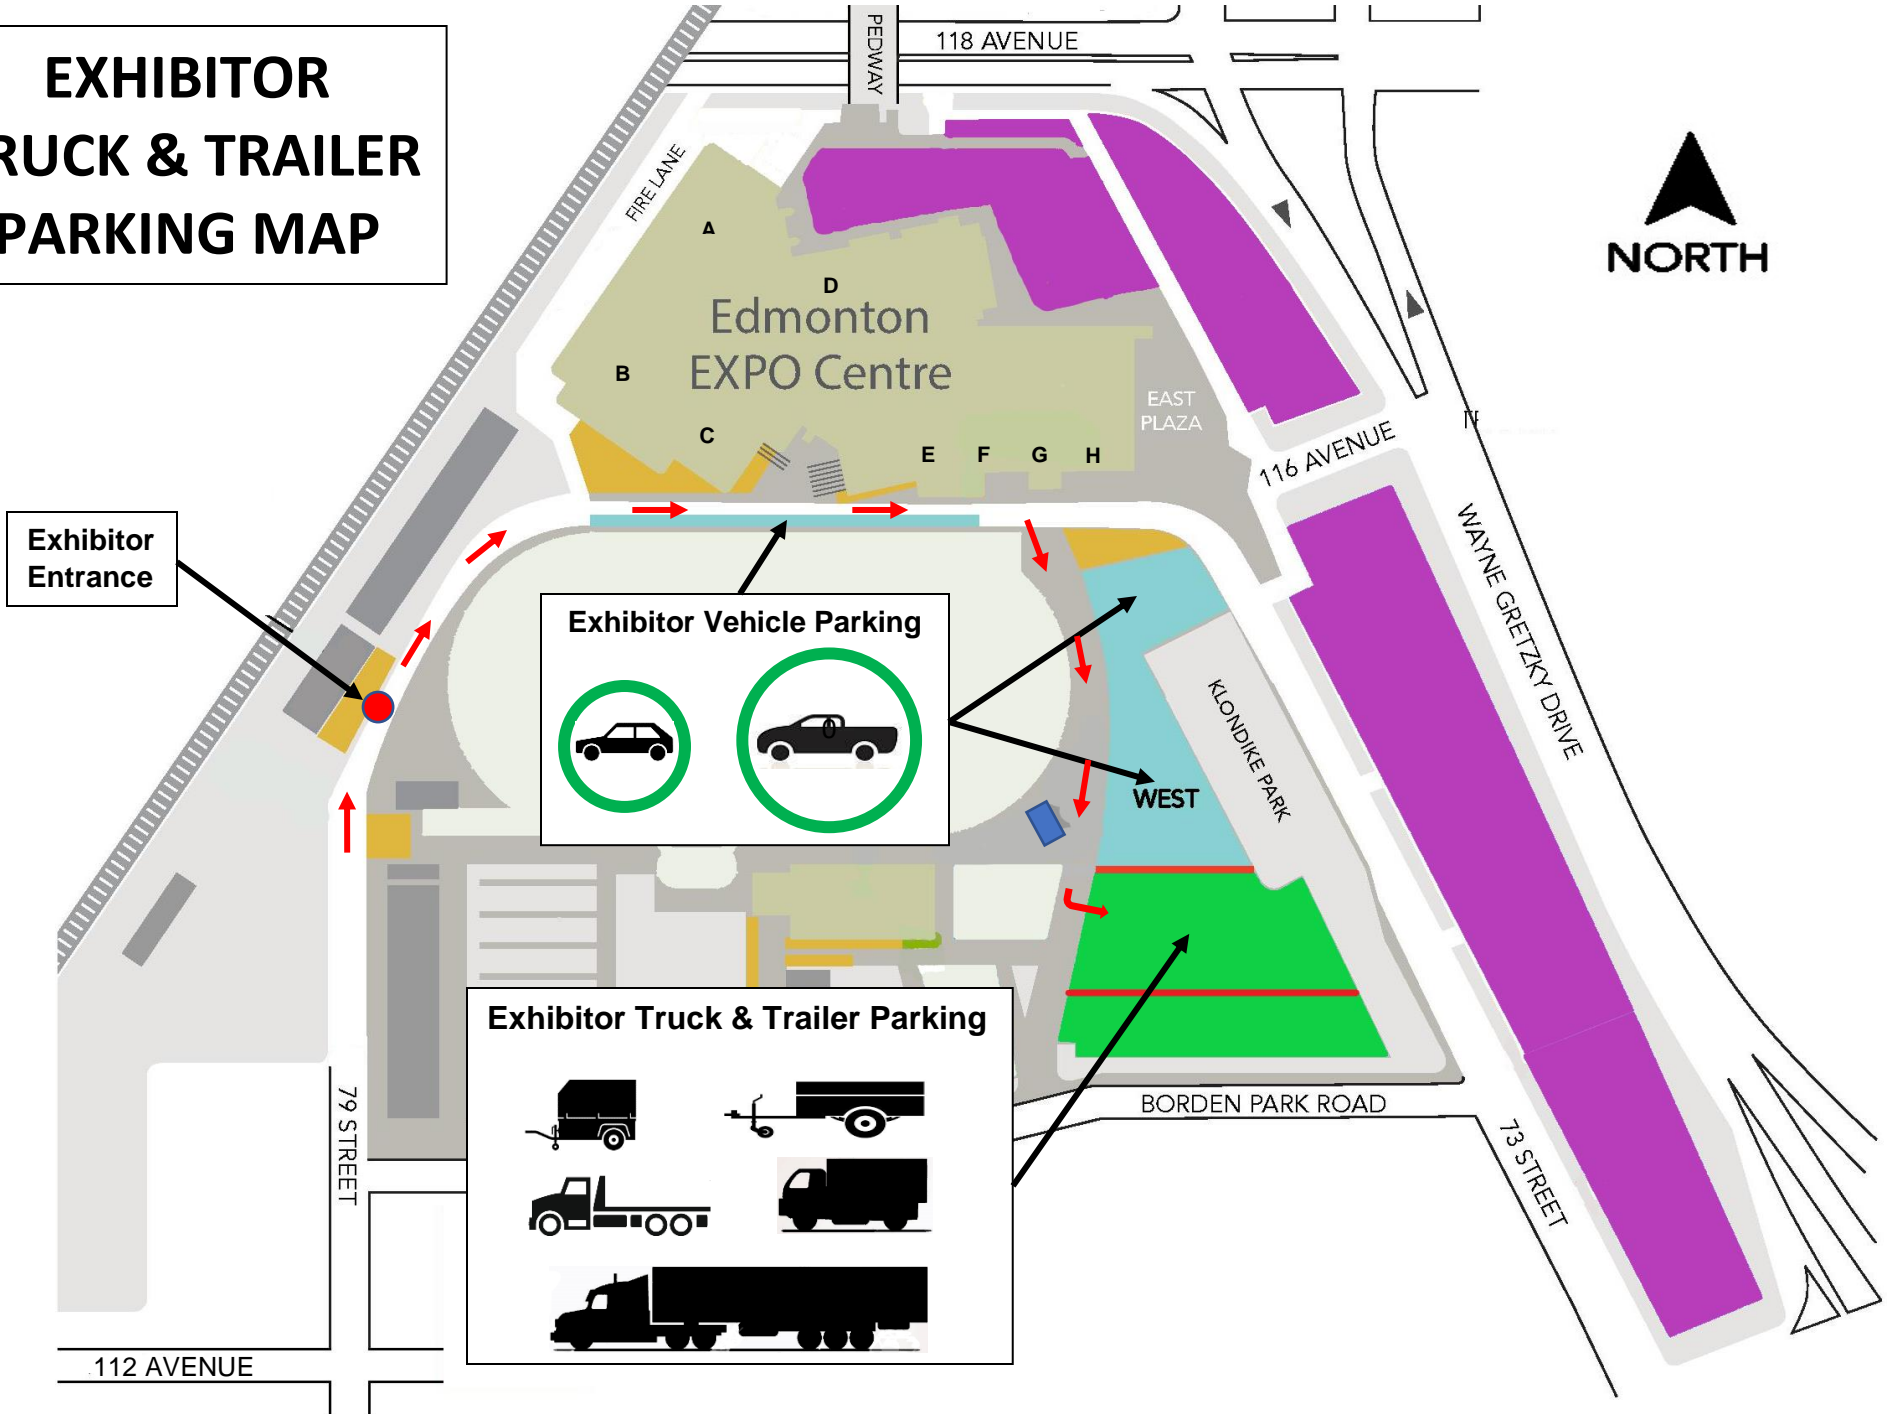 EXHIBITOR
RUCK & TRAILER
PARKING MAP
PEDWAY
118 AVENUE
NORTH
FIRE LANE
A
D
Edmonton
EXPO Centre
B
C
E F G H
EAST
PLAZA
116 AVENUE
WAYNE GRETZKY DRIVE
Exhibitor
Entrance
Exhibitor Vehicle Parking
KLONDIKE PARK
WEST
Exhibitor Truck & Trailer Parking
79 STREET
BORDEN PARK ROAD
73 STREET
112 AVENUE